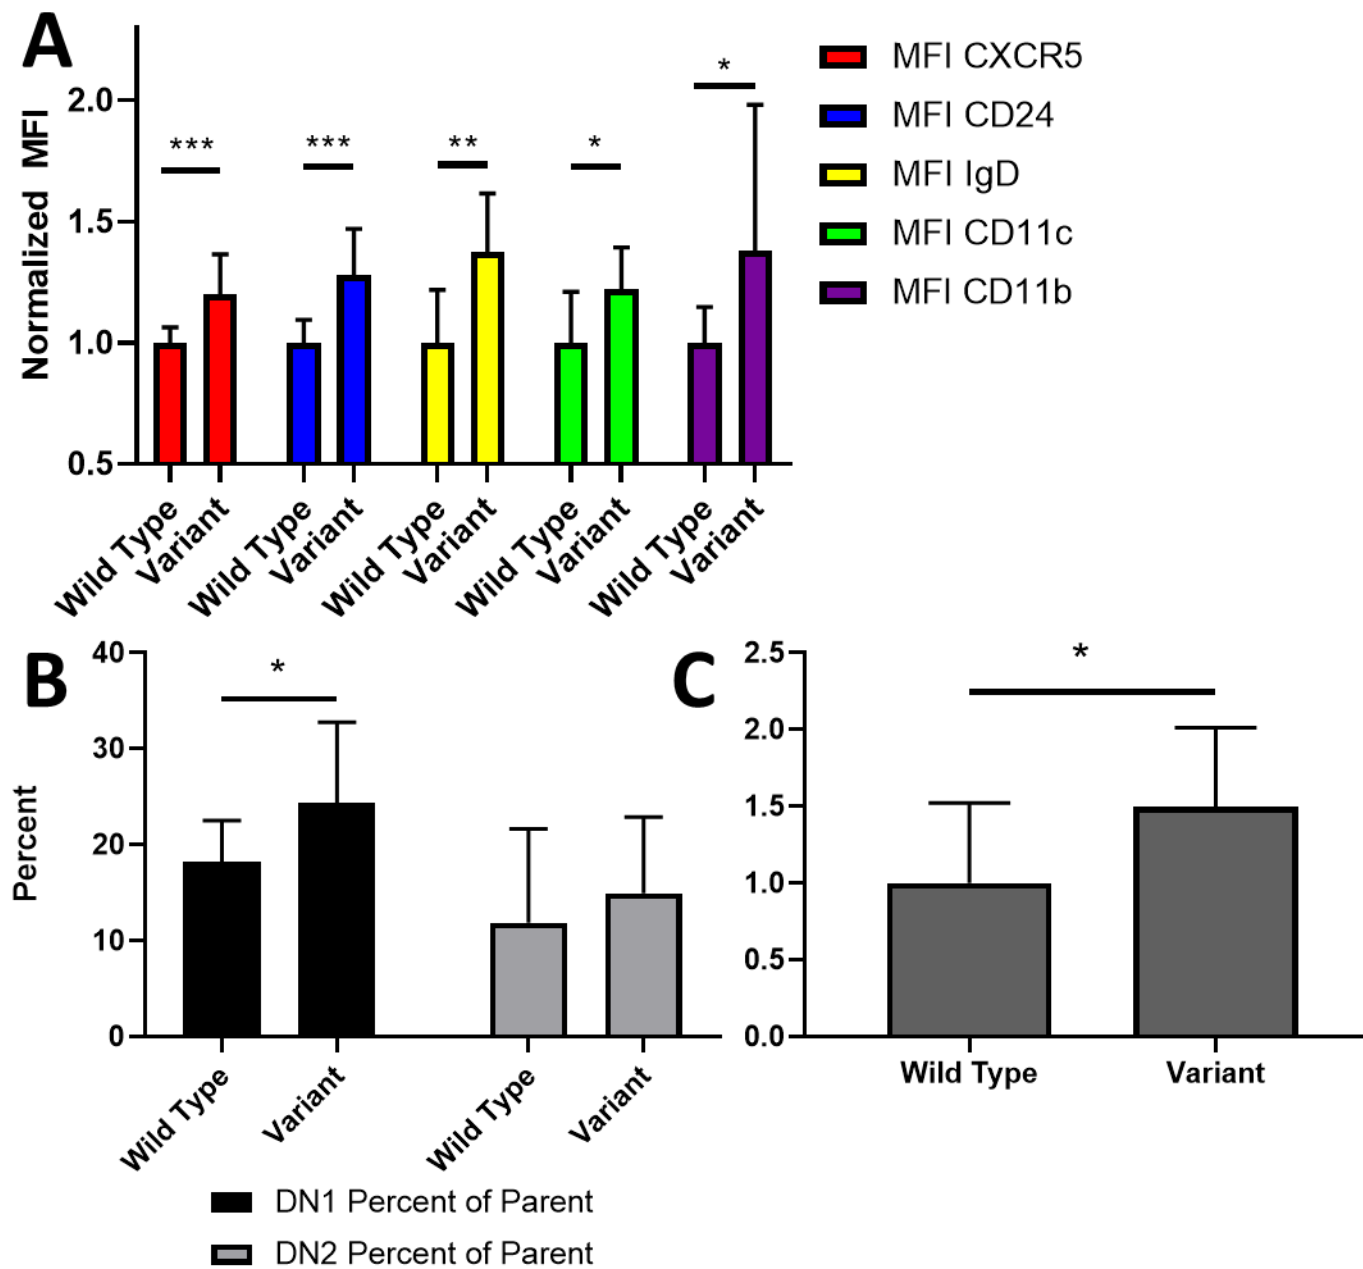 A
Normalized MFI
2.0
1.5
1.0
0.5
***
***
**
*
*
Wild Type
Variant
Wild Type
Variant
Wild Type
Variant
Wild Type
Variant
Wild Type
Variant
MFI CXCR5
MFI CD24
MFI IgD
MFI CD11c
MFI CD11b
B
Percent
40
30
20
10
0
*
Wild Type
Variant
Wild Type
Variant
DN1 Percent of Parent
DN2 Percent of Parent
C
2.5
2.0
1.5
1.0
0.5
0.0
*
Wild Type
Variant